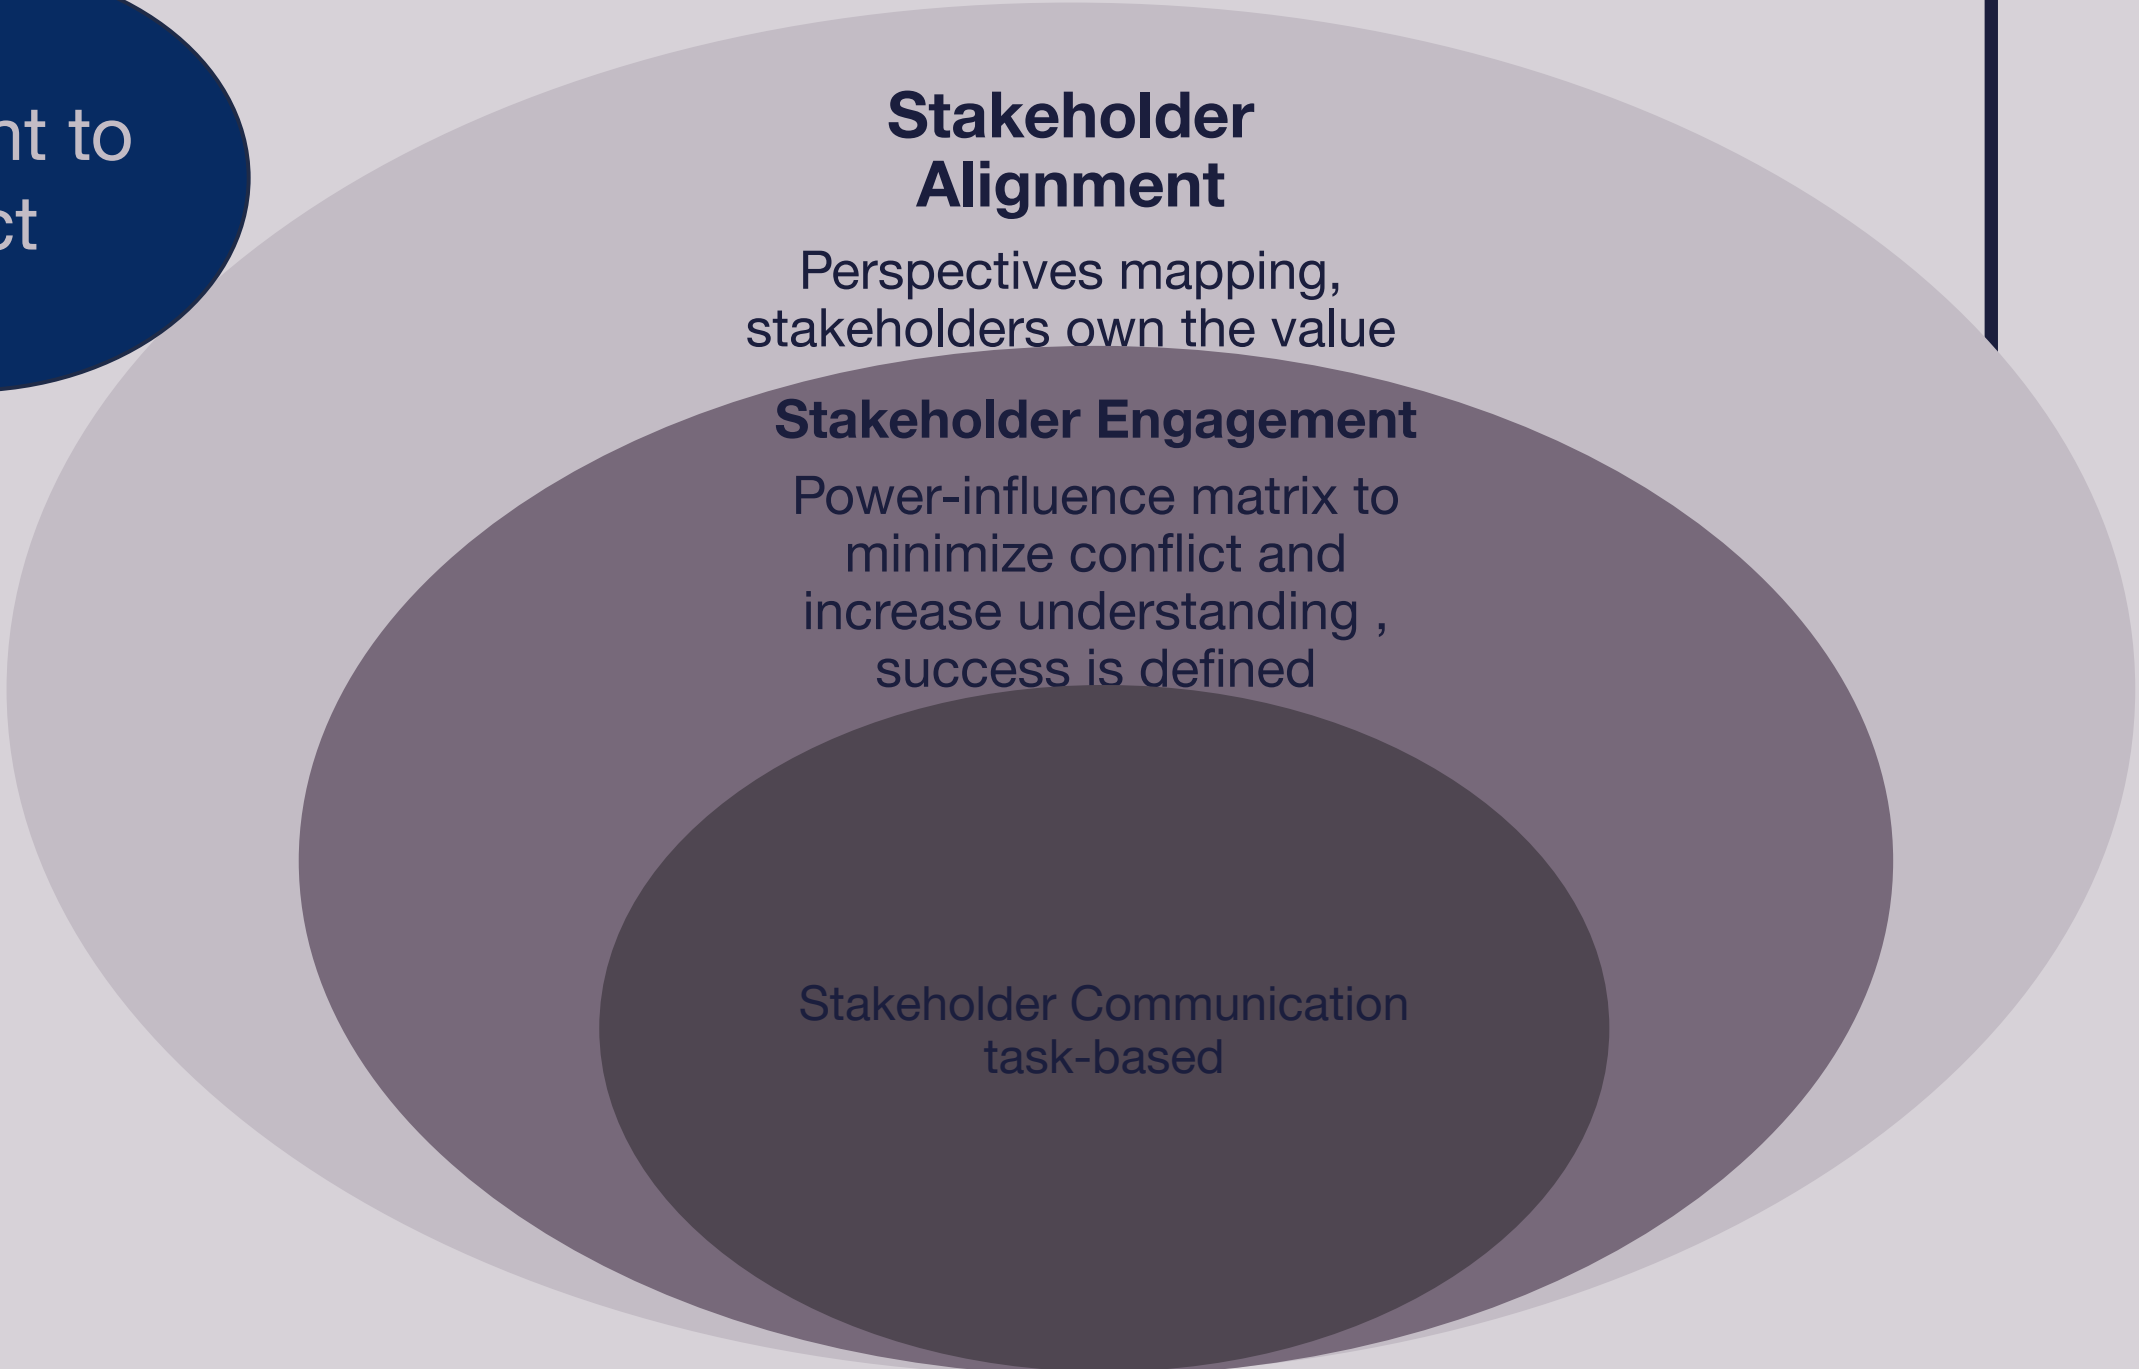 nt to
ct
Stakeholder
Alignment
Perspectives mapping,
stakeholders own the value
Stakeholder Engagement
Power-influence matrix to
minimize conflict and
increase understanding ,
success is defined
Stakeholder Communication
task-based